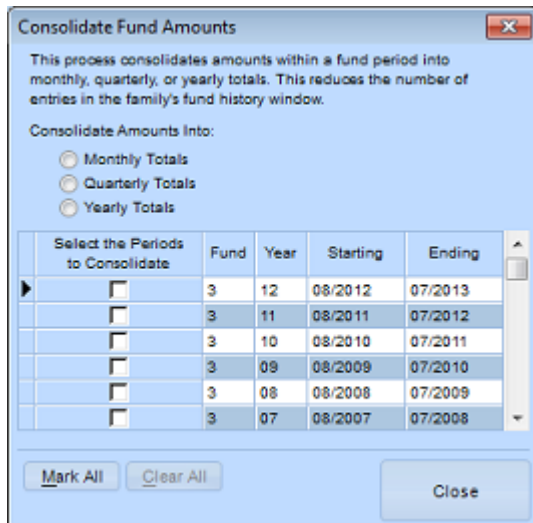 Consolidate Fund Amounts
This process consolidates amounts within a fund period into
monthly, quarterly, or yearly totals. This reduces the number of
entries in the family's fund history window.
Consolidate Amounts Into:
Monthly Totals
Quarterly Totals
Yearly Totals
Select the Periods
to Consolidate Fund Year Starting Ending
3 12 08/2012 07/2013
3 11 08/2011 07/2012
3 10 08/2010 07/2011
3 09 08/2009 07/2010
3 08 08/2008 07/2009
3 07 08/2007 07/2008
Mark All Clear All Close